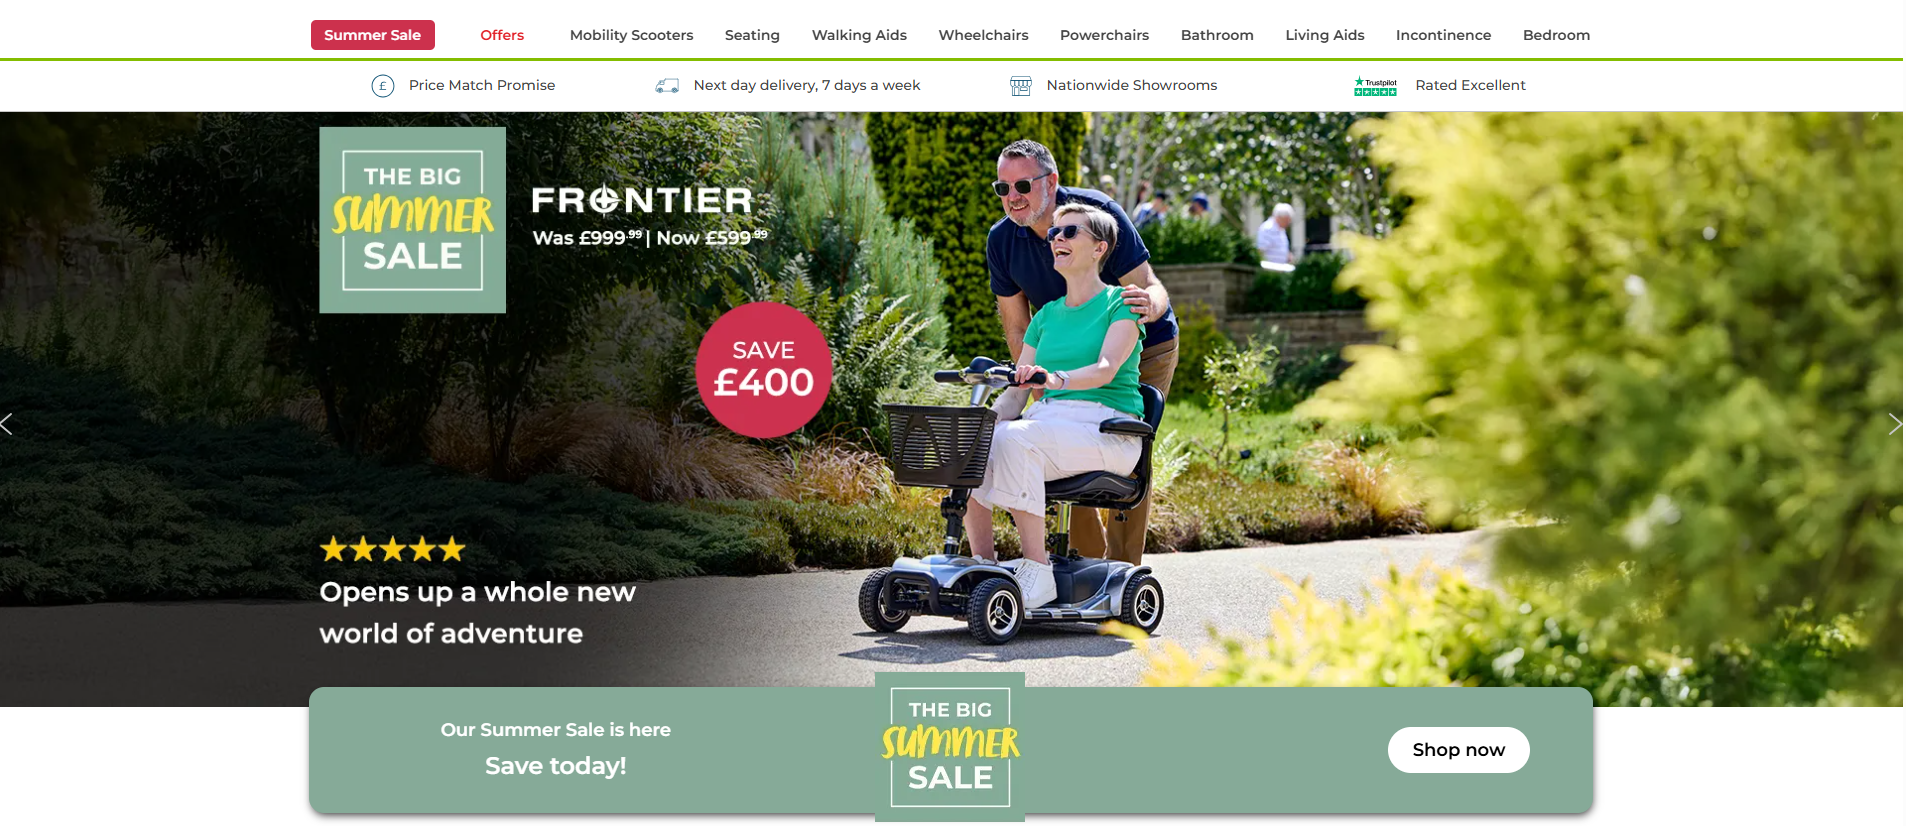 Summer Sale
Offers
Mobility Scooters
Seating
Walking Aids
Wheelchairs
Powerchairs
Bathroom
Living Aids
Incontinence
Bedroom
£
Price Match Promise
Next day delivery, 7 days a week
Nationwide Showrooms
Trustpilot
Rated Excellent
THE BIG
SUMMER
SALE
FRONTIER
Was £999.99 | Now £599.99
SAVE
£400
Opens up a whole new
world of adventure
Our Summer Sale is here
Save today!
THE BIG
SUMMER
SALE
Shop now